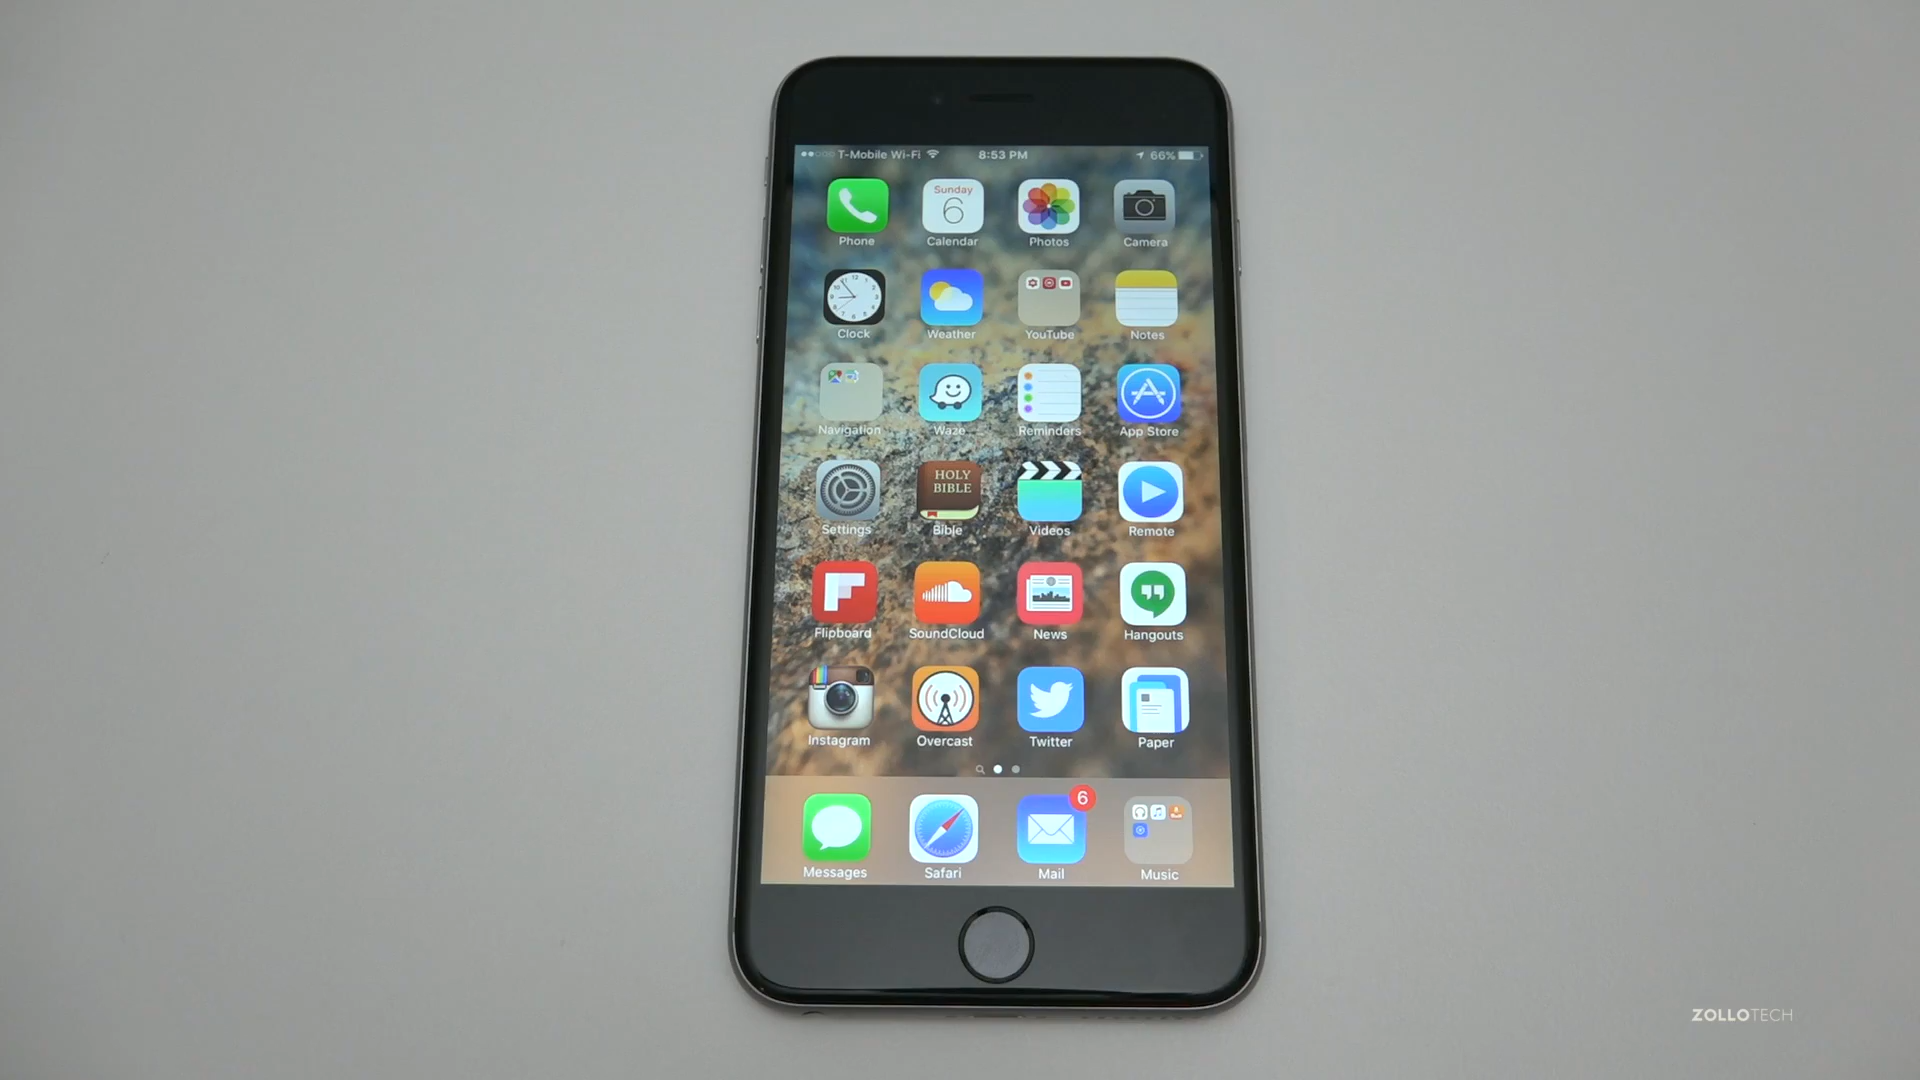 T-Mobile Wi-Fi 8:53 PM 66%
Sunday
6
Phone Calendar Photos Camera
Clock Weather YouTube Notes
Navigation Waze Reminders App Store
HOLY
BIBLE
Settings Bible Videos Remote
Flipboard SoundCloud News Hangouts
Instagram Overcast Twitter Paper
6
Messages Safari Mail Music
ZOLLOTECH